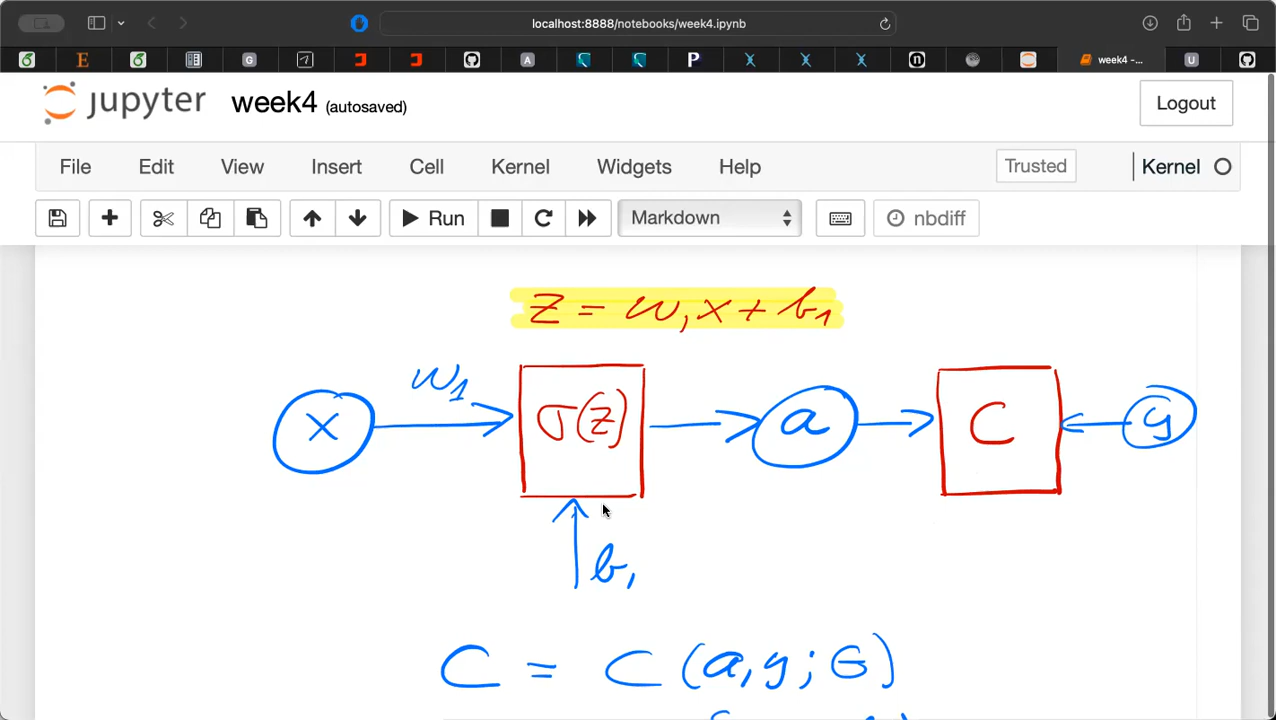 localhost:8888/notebooks/week4.ipynb
week4 -...
jupyter week4 (autosaved)
Logout
File Edit View Insert Cell Kernel Widgets Help
Trusted
Kernel
Run
Markdown
nbdiff
z = w₁x + b₁
x
w₁
σ(z)
a
C
y
b₁
C = C(a, y; Θ)